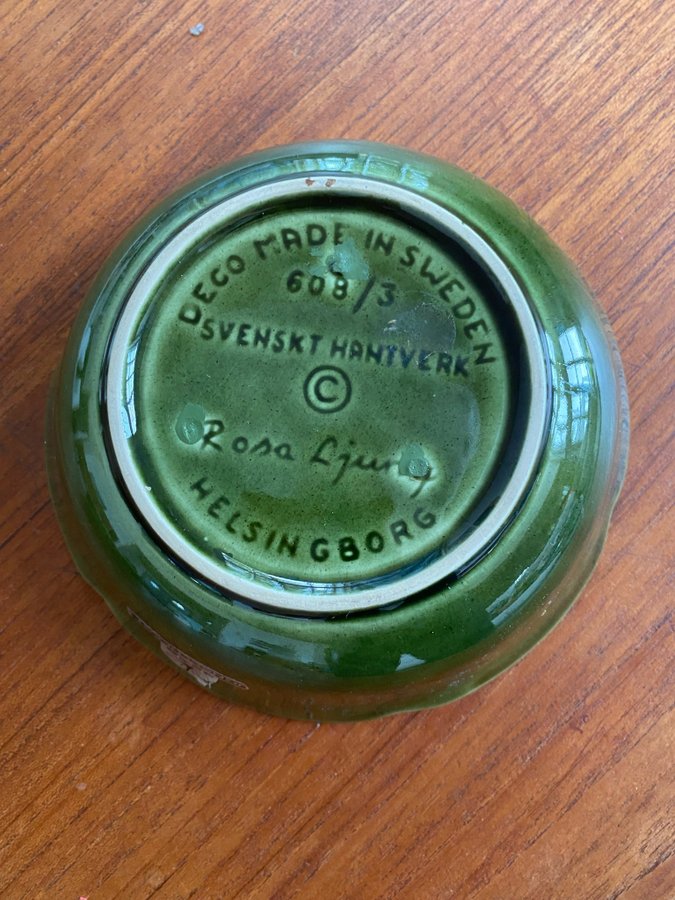 DECO MADE IN SWEDEN
608/3
SVENSKT HANTVERK
©
Rosa Ljung
HELSINGBORG